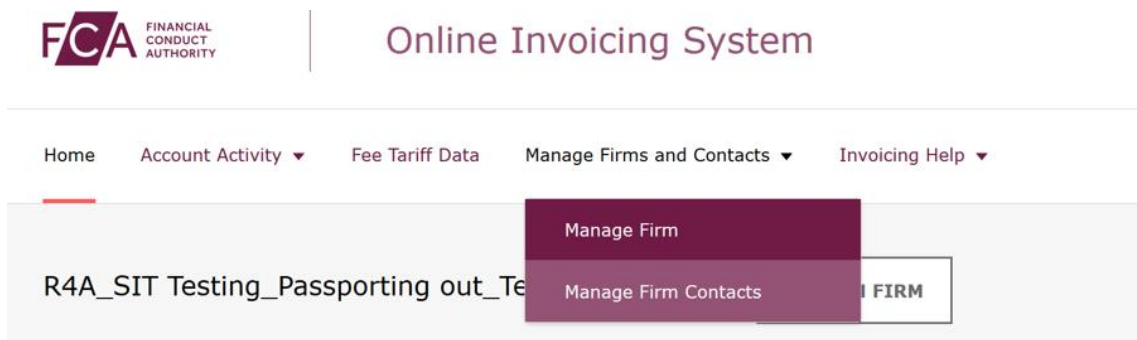 FCA FINANCIAL
CONDUCT
AUTHORITY
Online Invoicing System
Home Account Activity Fee Tariff Data Manage Firms and Contacts Invoicing Help
Manage Firm
R4A_SIT Testing_Passporting out_Te
Manage Firm Contacts
FIRM